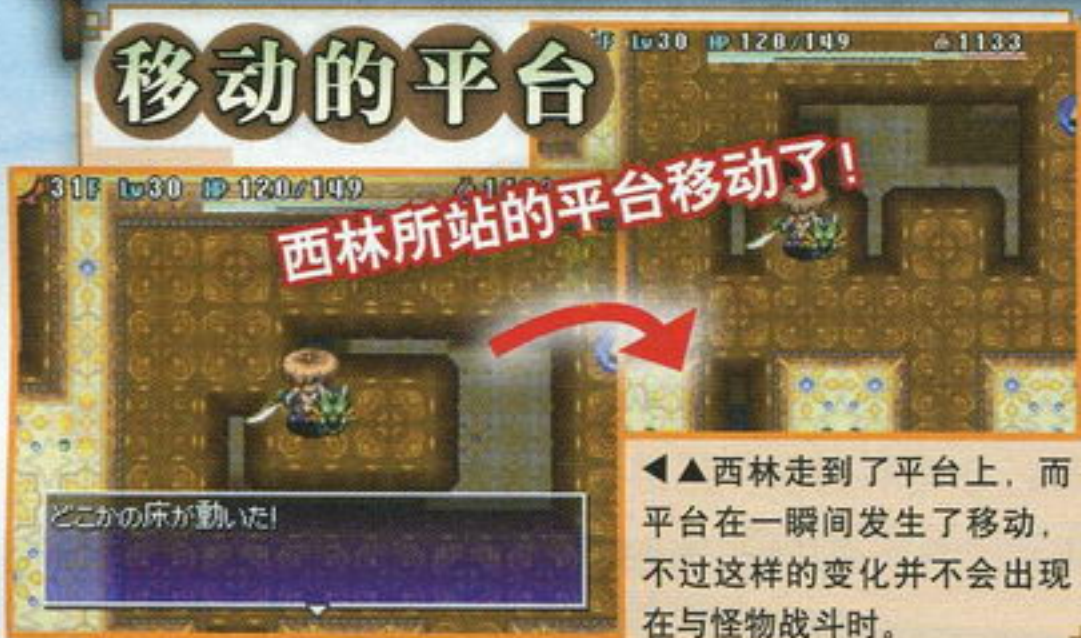 移动的平台
F Lv30 HP 120/149 1133
31F Lv30 HP 120/149
西林所站的平台移动了！
どこかの床が動いた!
◀▲西林走到了平台上，而
平台在一瞬间发生了移动，
不过这样的变化并不会出现
在与怪物战斗时。